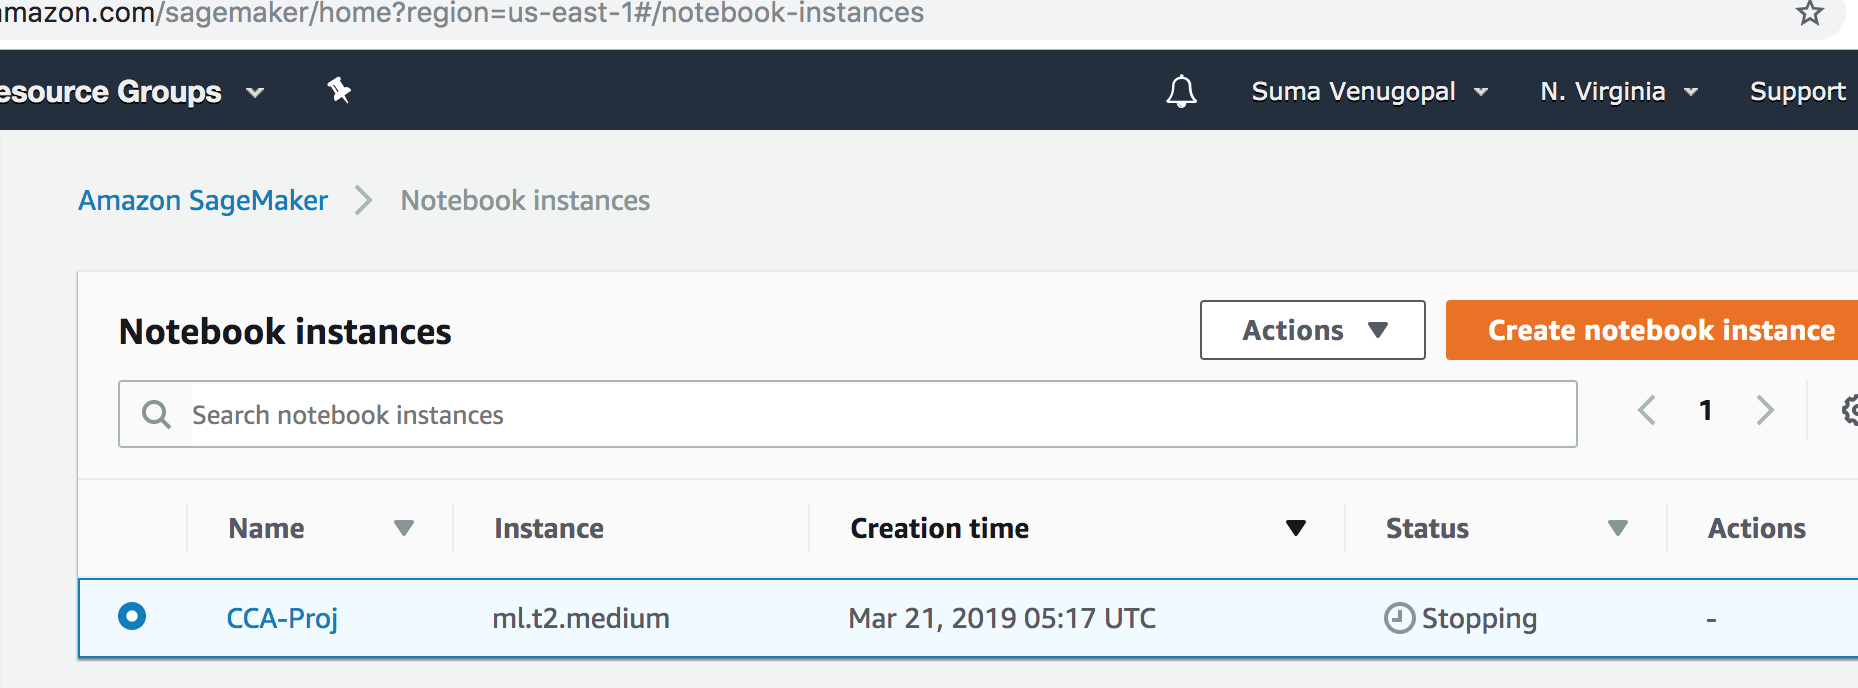 amazon.com/sagemaker/home?region=us-east-1#/notebook-instances
esource Groups
Suma Venugopal
N. Virginia
Support
Amazon SageMaker
Notebook instances
Notebook instances
Actions
Create notebook instance
Search notebook instances
1
Name
Instance
Creation time
Status
Actions
CCA-Proj
ml.t2.medium
Mar 21, 2019 05:17 UTC
Stopping
-